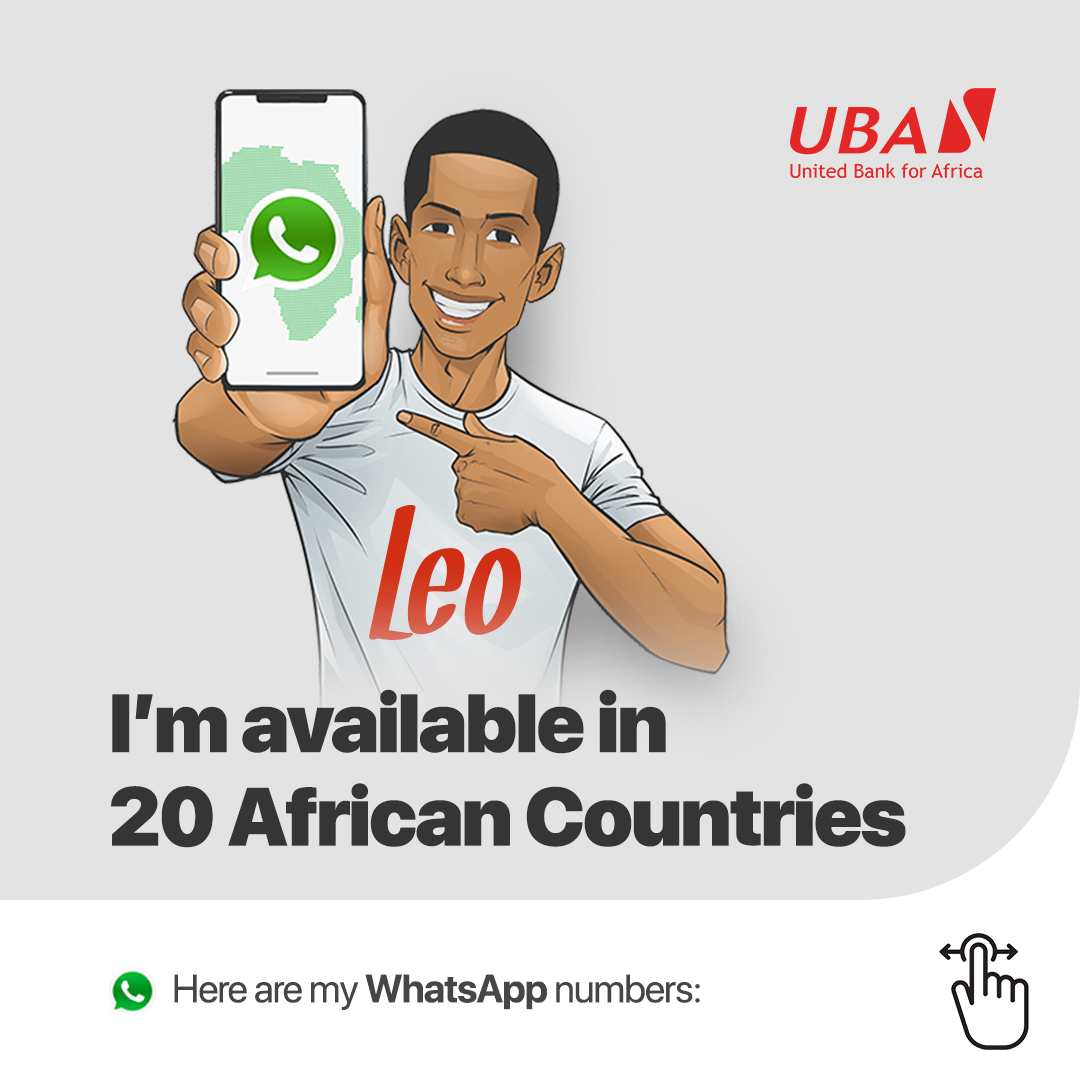 UBA
United Bank for Africa
Leo
I’m available in
20 African Countries
Here are my WhatsApp numbers: